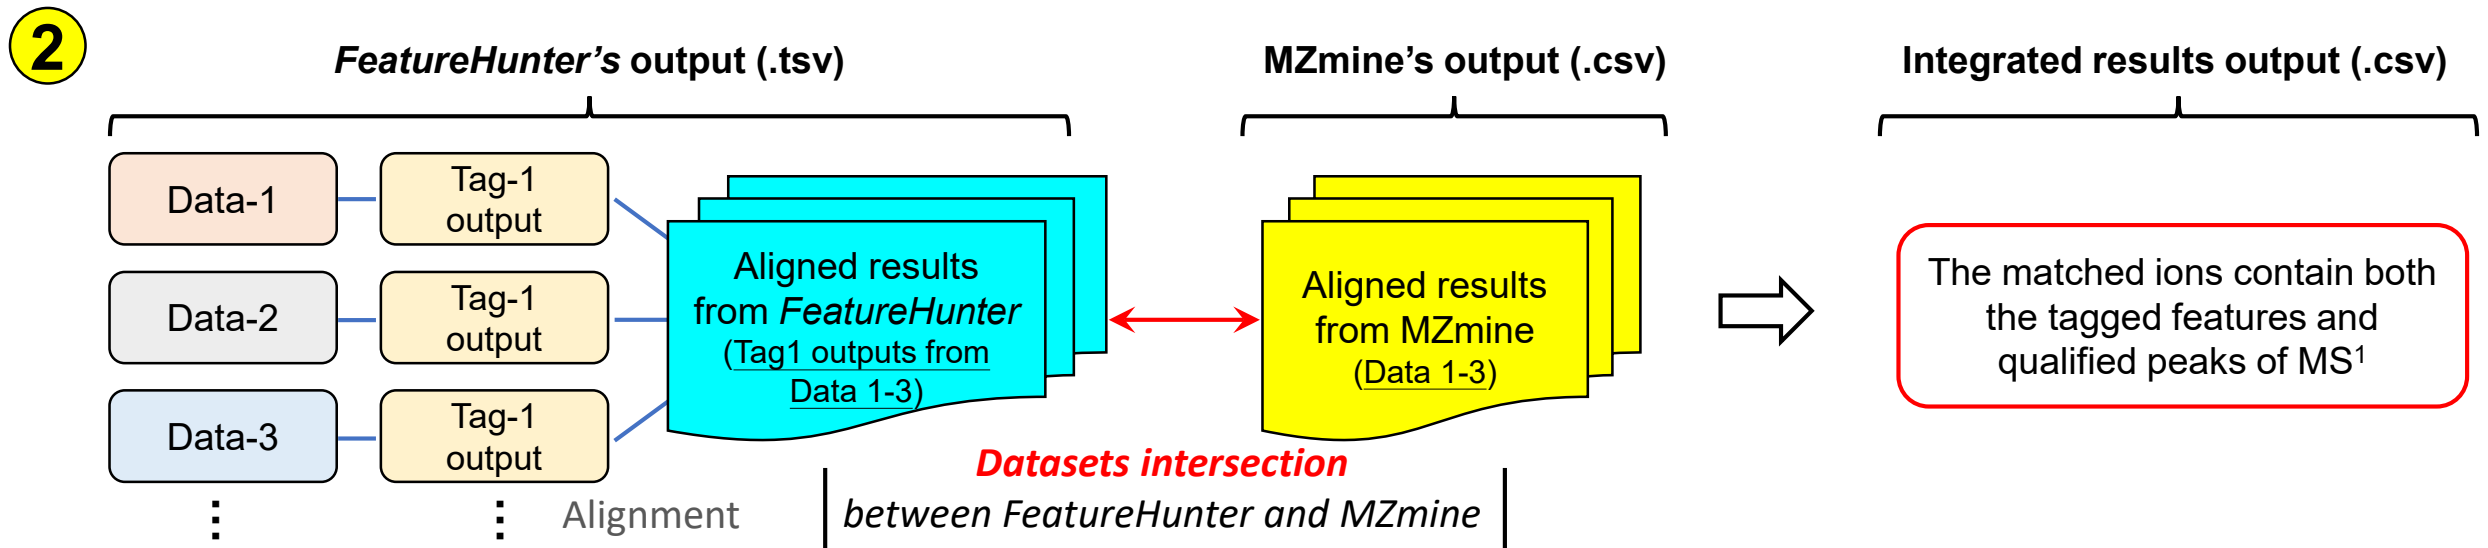 2
FeatureHunter's output (.tsv)
MZmine's output (.csv)
Integrated results output (.csv)
Data-1
Tag-1
output
Data-2
Tag-1
output
Data-3
Tag-1
output
Aligned results
from FeatureHunter
(Tag1 outputs from
Data 1-3)
Aligned results
from MZmine
(Data 1-3)
The matched ions contain both
the tagged features and
qualified peaks of MS¹
Alignment
Datasets intersection
between FeatureHunter and MZmine